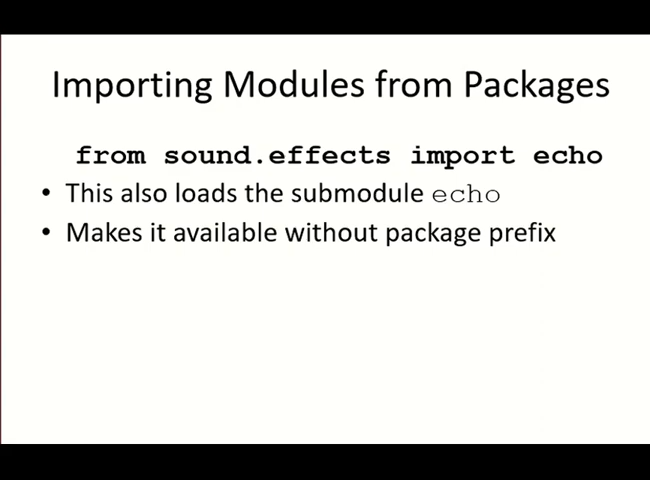 Importing Modules from Packages
from sound.effects import echo
• This also loads the submodule echo
• Makes it available without package prefix